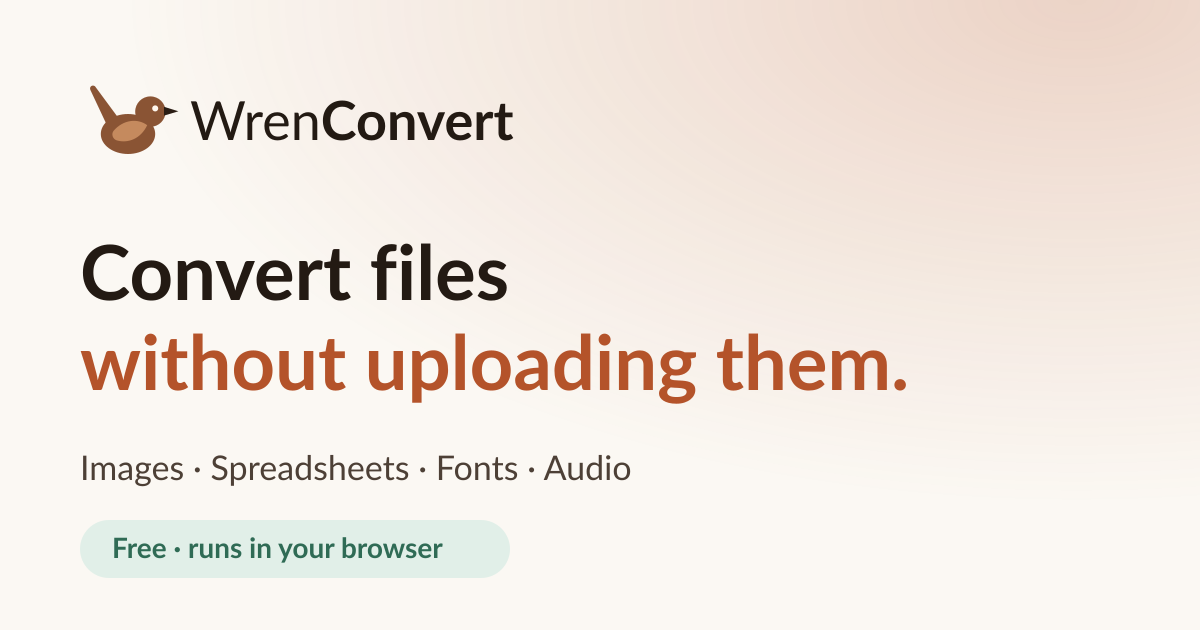 WrenConvert
Convert files
without uploading them.
Images · Spreadsheets · Fonts · Audio
Free · runs in your browser